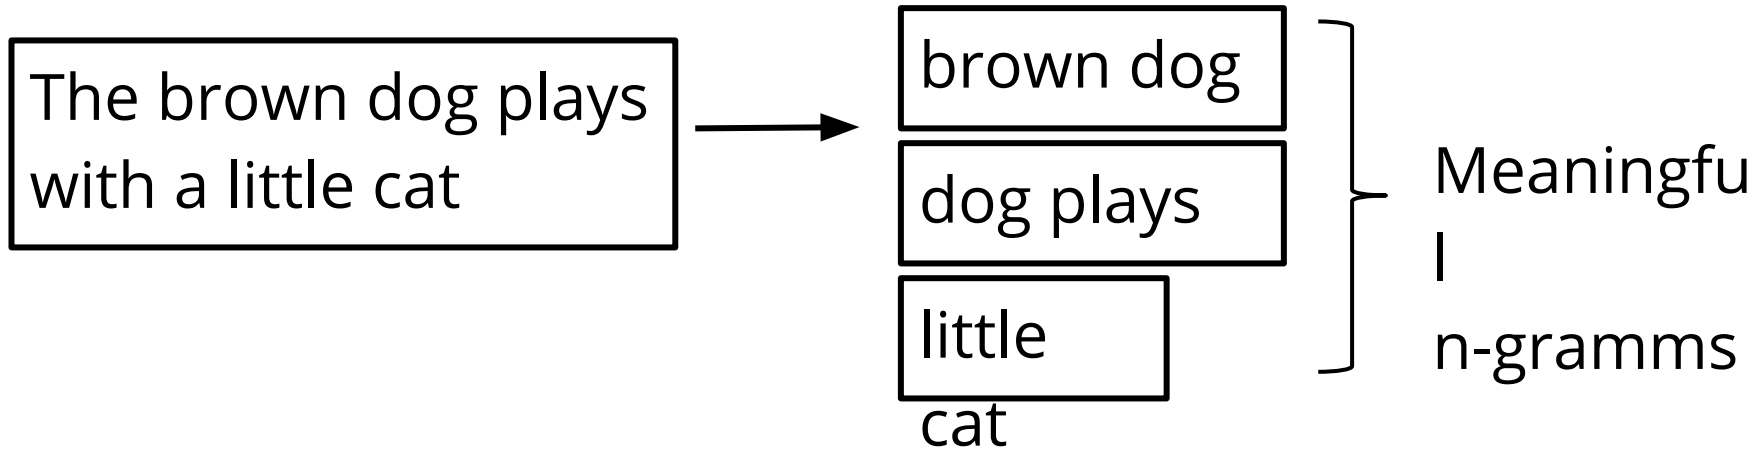 The brown dog plays
with a little cat
brown dog
dog plays
little
cat
Meaningfu
l
n-gramms